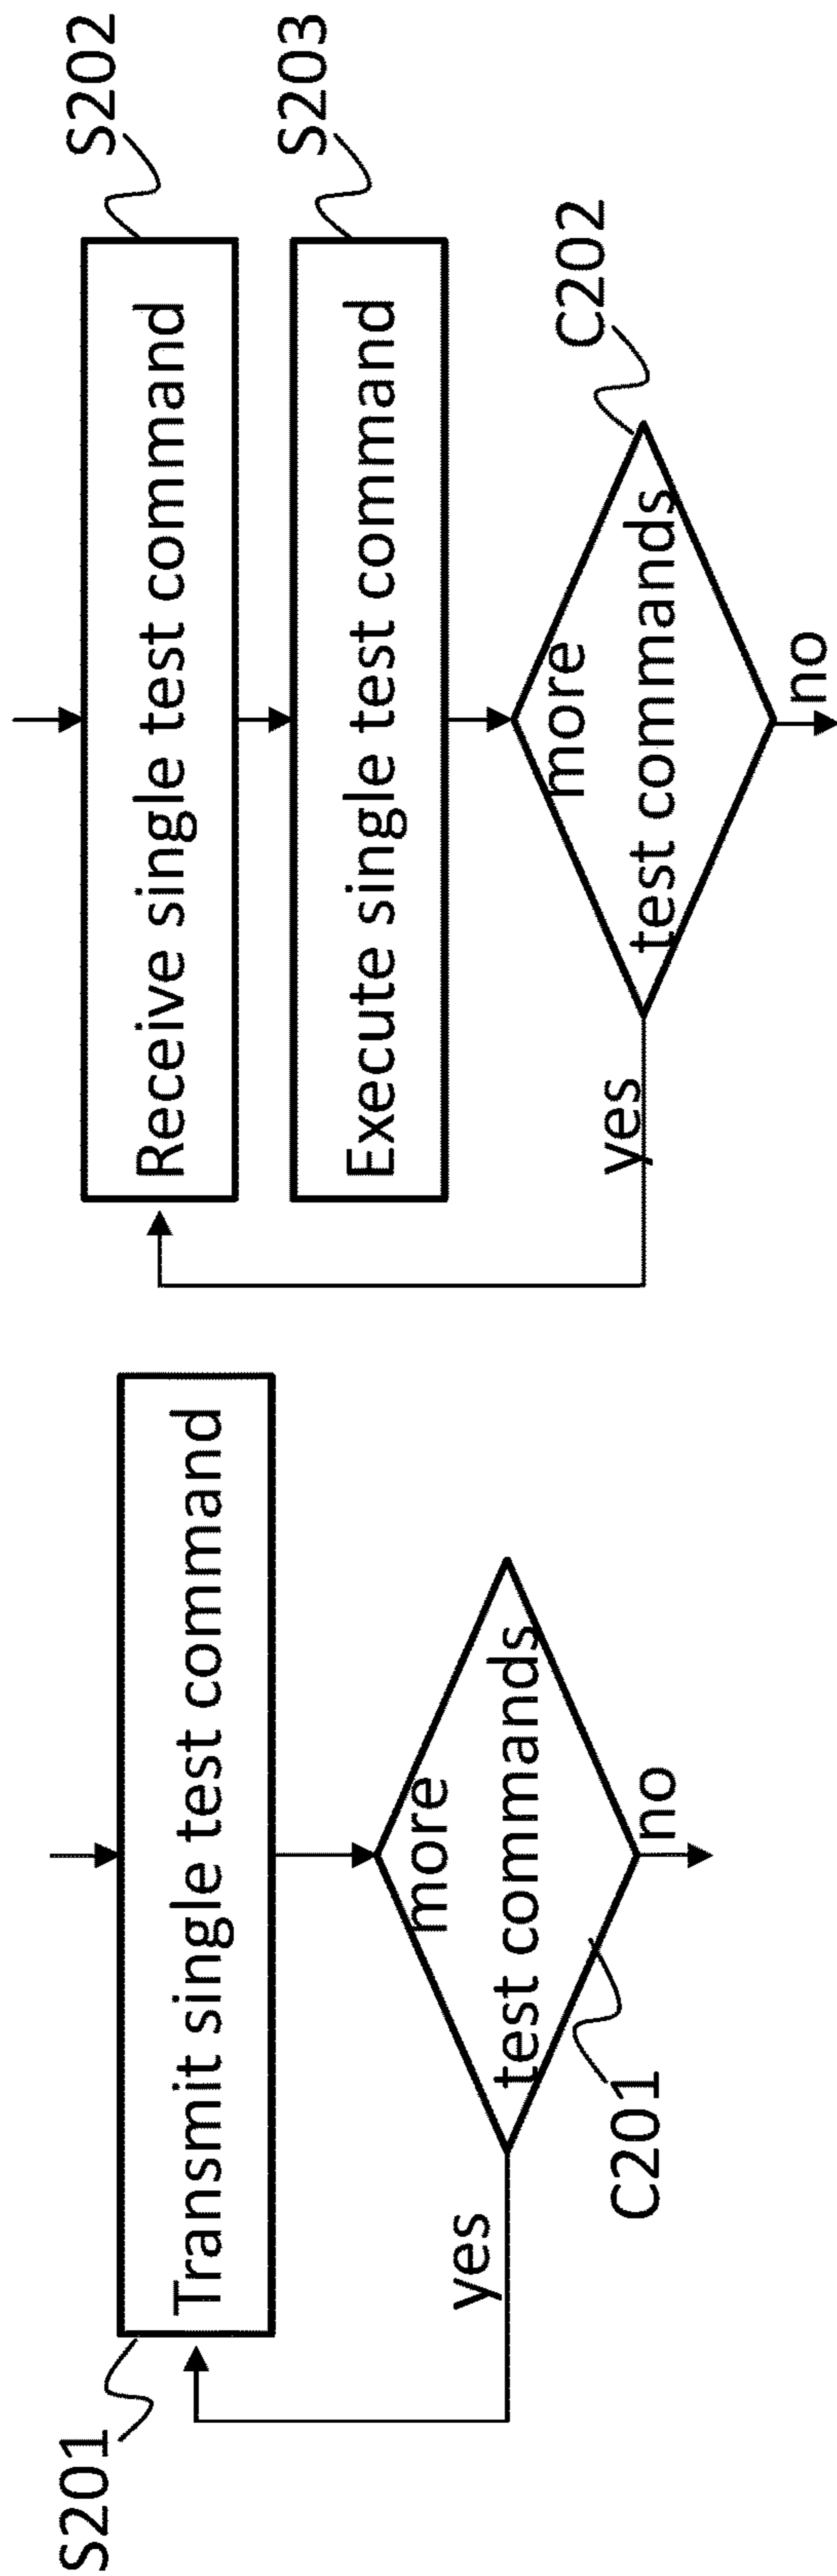 S201
Transmit single test command
more
test commands
yes
no
C201
S202
Receive single test command
S203
Execute single test command
C202
more
test commands
yes
no